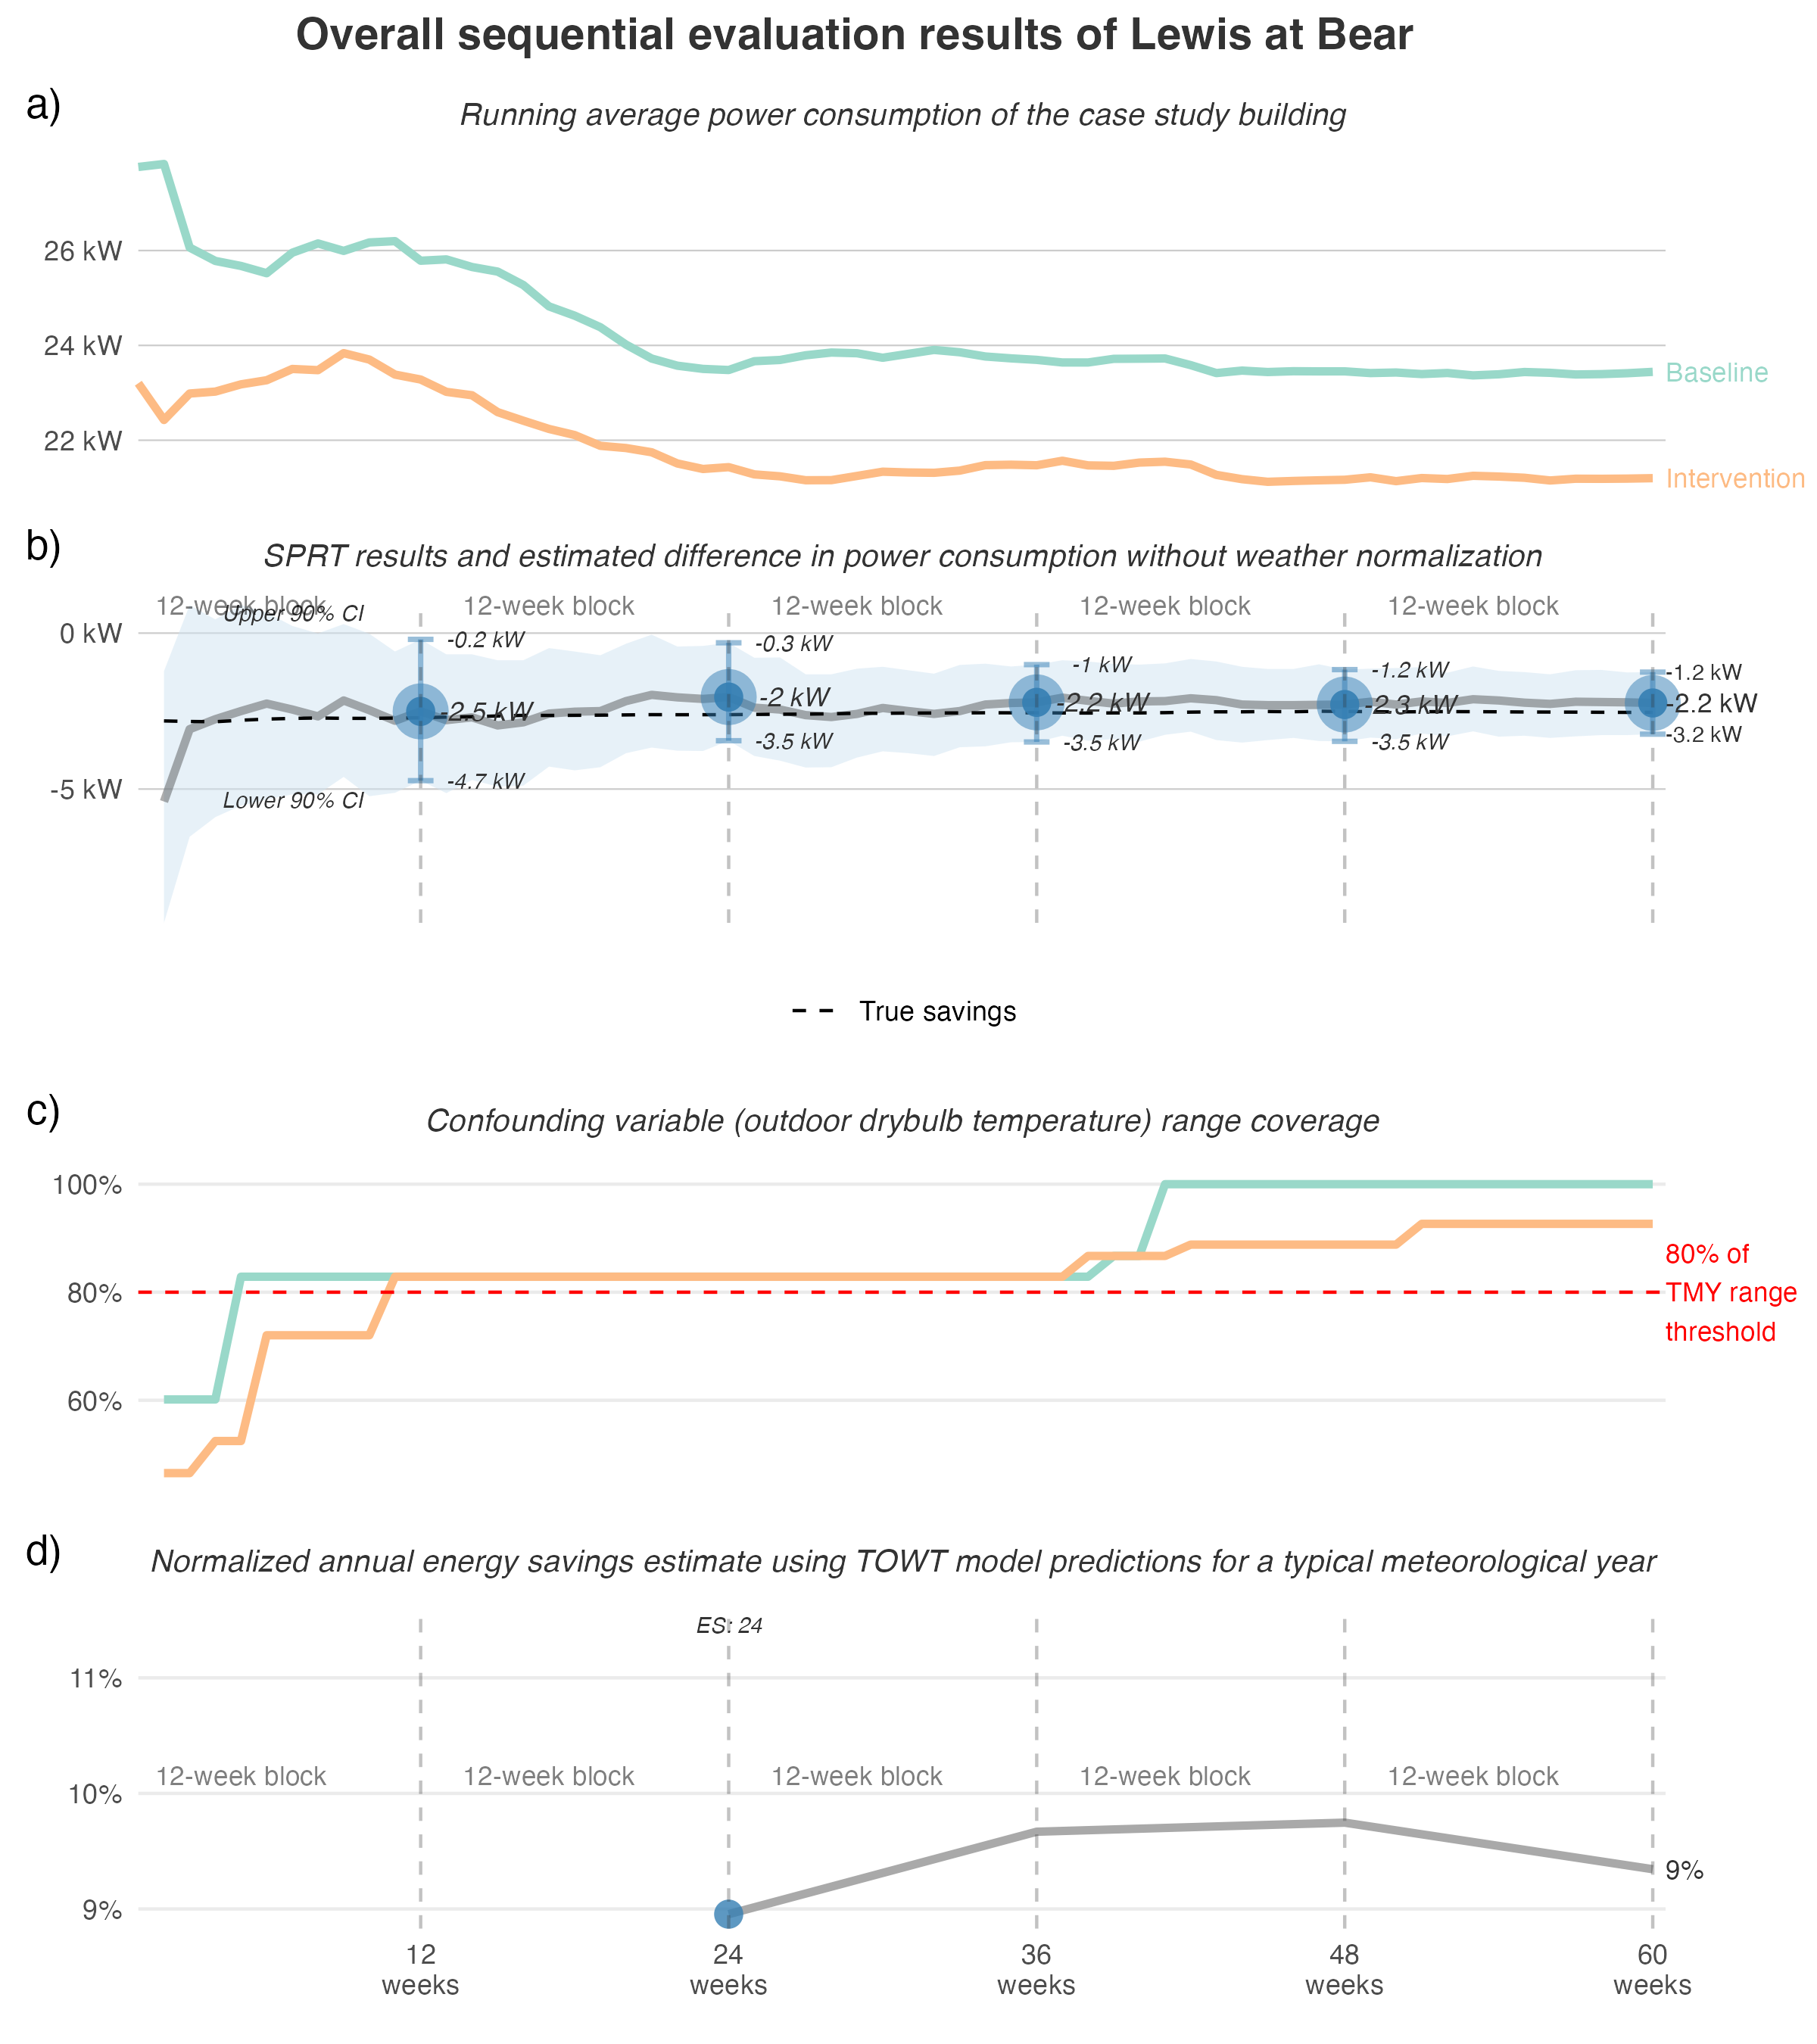 Overall sequential evaluation results of Lewis at Bear
a)
Running average power consumption of the case study building
26 kW
24 kW
22 kW
Baseline
Intervention
b)
SPRT results and estimated difference in power consumption without weather normalization
12-week block
12-week block
12-week block
12-week block
12-week block
Upper 90% CI
0 kW
-0.2 kW
-0.3 kW
-1 kW
-1.2 kW
-1.2 kW
-2.5 kW
-2 kW
-2.2 kW
-2.3 kW
-2.2 kW
-4.7 kW
-3.5 kW
-3.5 kW
-3.5 kW
-3.2 kW
-5 kW
Lower 90% CI
True savings
c)
Confounding variable (outdoor drybulb temperature) range coverage
100%
80%
60%
80% of
TMY range
threshold
d)
Normalized annual energy savings estimate using TOWT model predictions for a typical meteorological year
ES: 24
11%
12-week block
12-week block
12-week block
12-week block
12-week block
10%
9%
9%
12
weeks
24
weeks
36
weeks
48
weeks
60
weeks